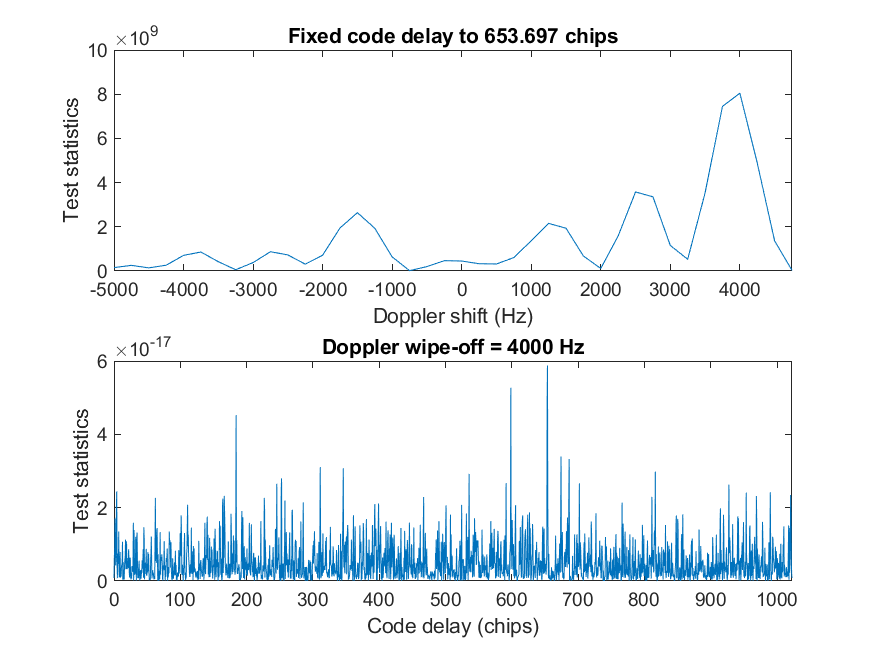 ×10^9
Fixed code delay to 653.697 chips
10
8
6
4
2
0
Test statistics
-5000 -4000 -3000 -2000 -1000 0 1000 2000 3000 4000
Doppler shift (Hz)
×10^-17
Doppler wipe-off = 4000 Hz
6
4
2
0
Test statistics
0 100 200 300 400 500 600 700 800 900 1000
Code delay (chips)